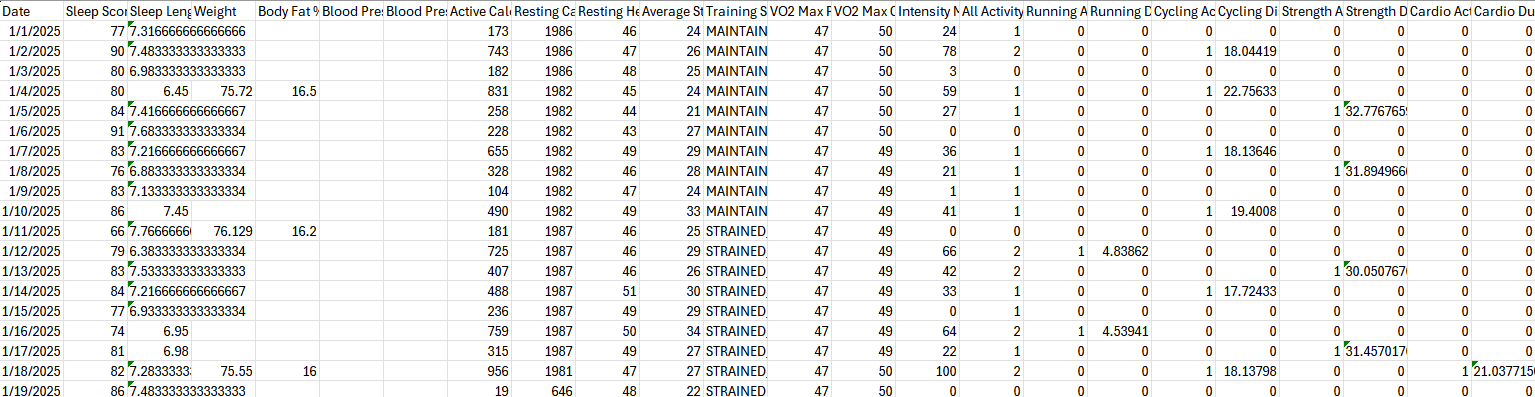 Date Sleep Scor Sleep Leng Weight Body Fat % Blood Pres Blood Pres Active Calo Resting Ca Resting He Average St Training S VO2 Max F VO2 Max C Intensity M All Activity Running A Running D Cycling Ac Cycling Di Strength A Strength D Cardio Act Cardio Du
1/1/2025 77 7.316666666666666 173 1986 46 24 MAINTAIN 47 50 24 1 0 0 0 0 0 0 0 0
1/2/2025 90 7.483333333333333 743 1986 47 26 MAINTAIN 47 50 78 2 0 0 1 18.04419 0 0 0 0
1/3/2025 80 6.983333333333333 182 1986 48 25 MAINTAIN 47 50 3 0 0 0 0 0 0 0 0 0
1/4/2025 80 6.45 75.72 16.5 831 1982 45 24 MAINTAIN 47 50 59 1 0 0 1 22.75633 0 0 0 0
1/5/2025 84 7.416666666666667 258 1982 44 21 MAINTAIN 47 50 27 1 0 0 0 0 1 32.7767659 0 0
1/6/2025 91 7.683333333333334 228 1982 43 27 MAINTAIN 47 50 0 0 0 0 0 0 0 0 0 0
1/7/2025 83 7.216666666666667 655 1982 49 29 MAINTAIN 47 49 36 1 0 0 1 18.13646 0 0 0 0
1/8/2025 76 6.883333333333334 328 1982 46 28 MAINTAIN 47 49 21 1 0 0 0 0 1 31.8949660 0 0
1/9/2025 83 7.133333333333334 104 1982 47 24 MAINTAIN 47 49 1 1 0 0 0 0 0 0 0 0
1/10/2025 86 7.45 490 1982 49 33 MAINTAIN 47 49 41 1 0 0 1 19.4008 0 0 0 0
1/11/2025 66 7.76666666 76.129 16.2 181 1987 46 25 STRAINED_ 47 49 0 0 0 0 0 0 0 0 0 0
1/12/2025 79 6.383333333333334 725 1987 46 29 STRAINED_ 47 49 66 2 1 4.83862 0 0 0 0 0 0
1/13/2025 83 7.533333333333333 407 1987 46 26 STRAINED_ 47 49 42 2 0 0 0 0 1 30.0507670 0 0
1/14/2025 84 7.216666666666667 488 1987 51 30 STRAINED_ 47 49 33 1 0 0 1 17.72433 0 0 0 0
1/15/2025 77 6.933333333333334 236 1987 49 29 STRAINED_ 47 49 0 1 0 0 0 0 0 0 0 0
1/16/2025 74 6.95 759 1987 50 34 STRAINED_ 47 49 64 2 1 4.53941 0 0 0 0 0 0
1/17/2025 81 6.98 315 1987 49 27 STRAINED_ 47 49 22 1 0 0 0 0 1 31.4570170 0 0
1/18/2025 82 7.2833333 75.55 16 956 1981 47 27 STRAINED_ 47 50 100 2 0 0 1 18.13798 0 0 1 21.0377150
1/19/2025 86 7.483333333333333 19 646 48 22 STRAINED_ 47 50 0 0 0 0 0 0 0 0 0 0